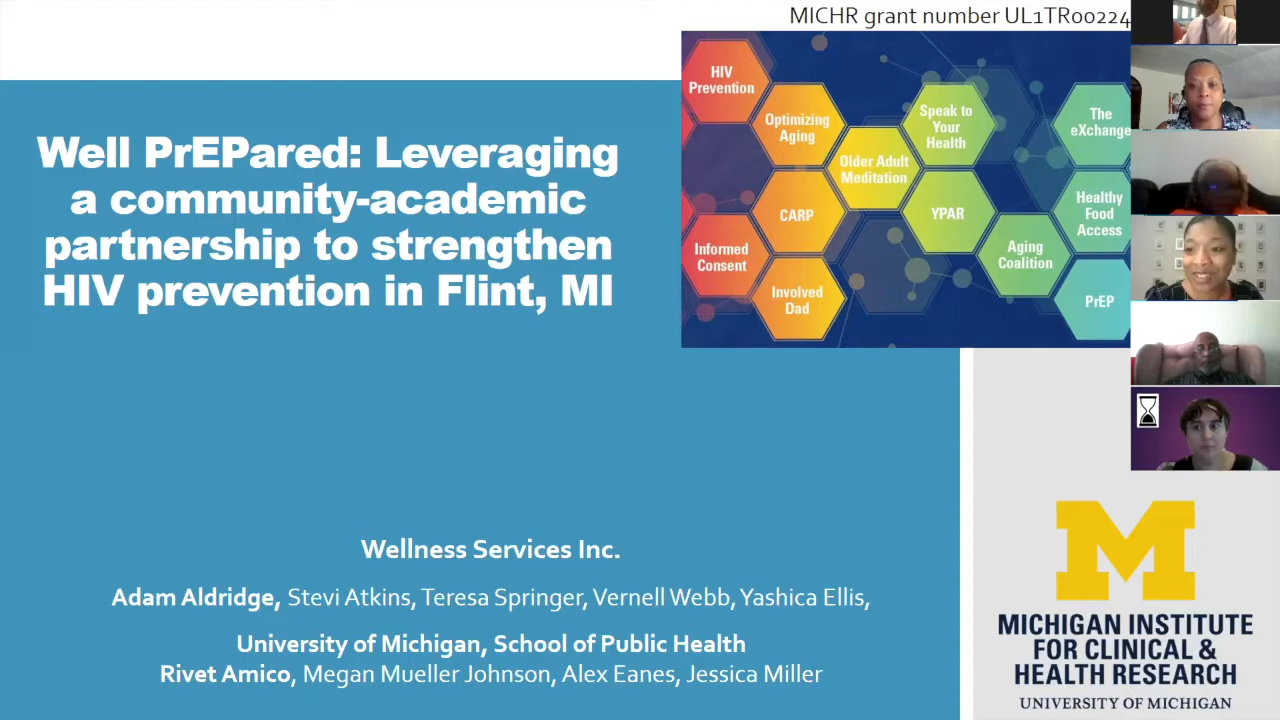 MICHR grant number UL1TR00224
Well PrEPared: Leveraging
a community-academic
partnership to strengthen
HIV prevention in Flint, MI
HIV
Prevention
Optimizing
Aging
Older Adult
Meditation
Speak to
Your
Health
The
eXchange
CARP
YPAR
Healthy
Food
Access
Informed
Consent
Involved
Dad
Aging
Coalition
PrEP
Wellness Services Inc.
Adam Aldridge, Stevi Atkins, Teresa Springer, Vernell Webb, Yashica Ellis,
University of Michigan, School of Public Health
Rivet Amico, Megan Mueller Johnson, Alex Eanes, Jessica Miller
M
MICHIGAN INSTITUTE
FOR CLINICAL &
HEALTH RESEARCH
UNIVERSITY OF MICHIGAN